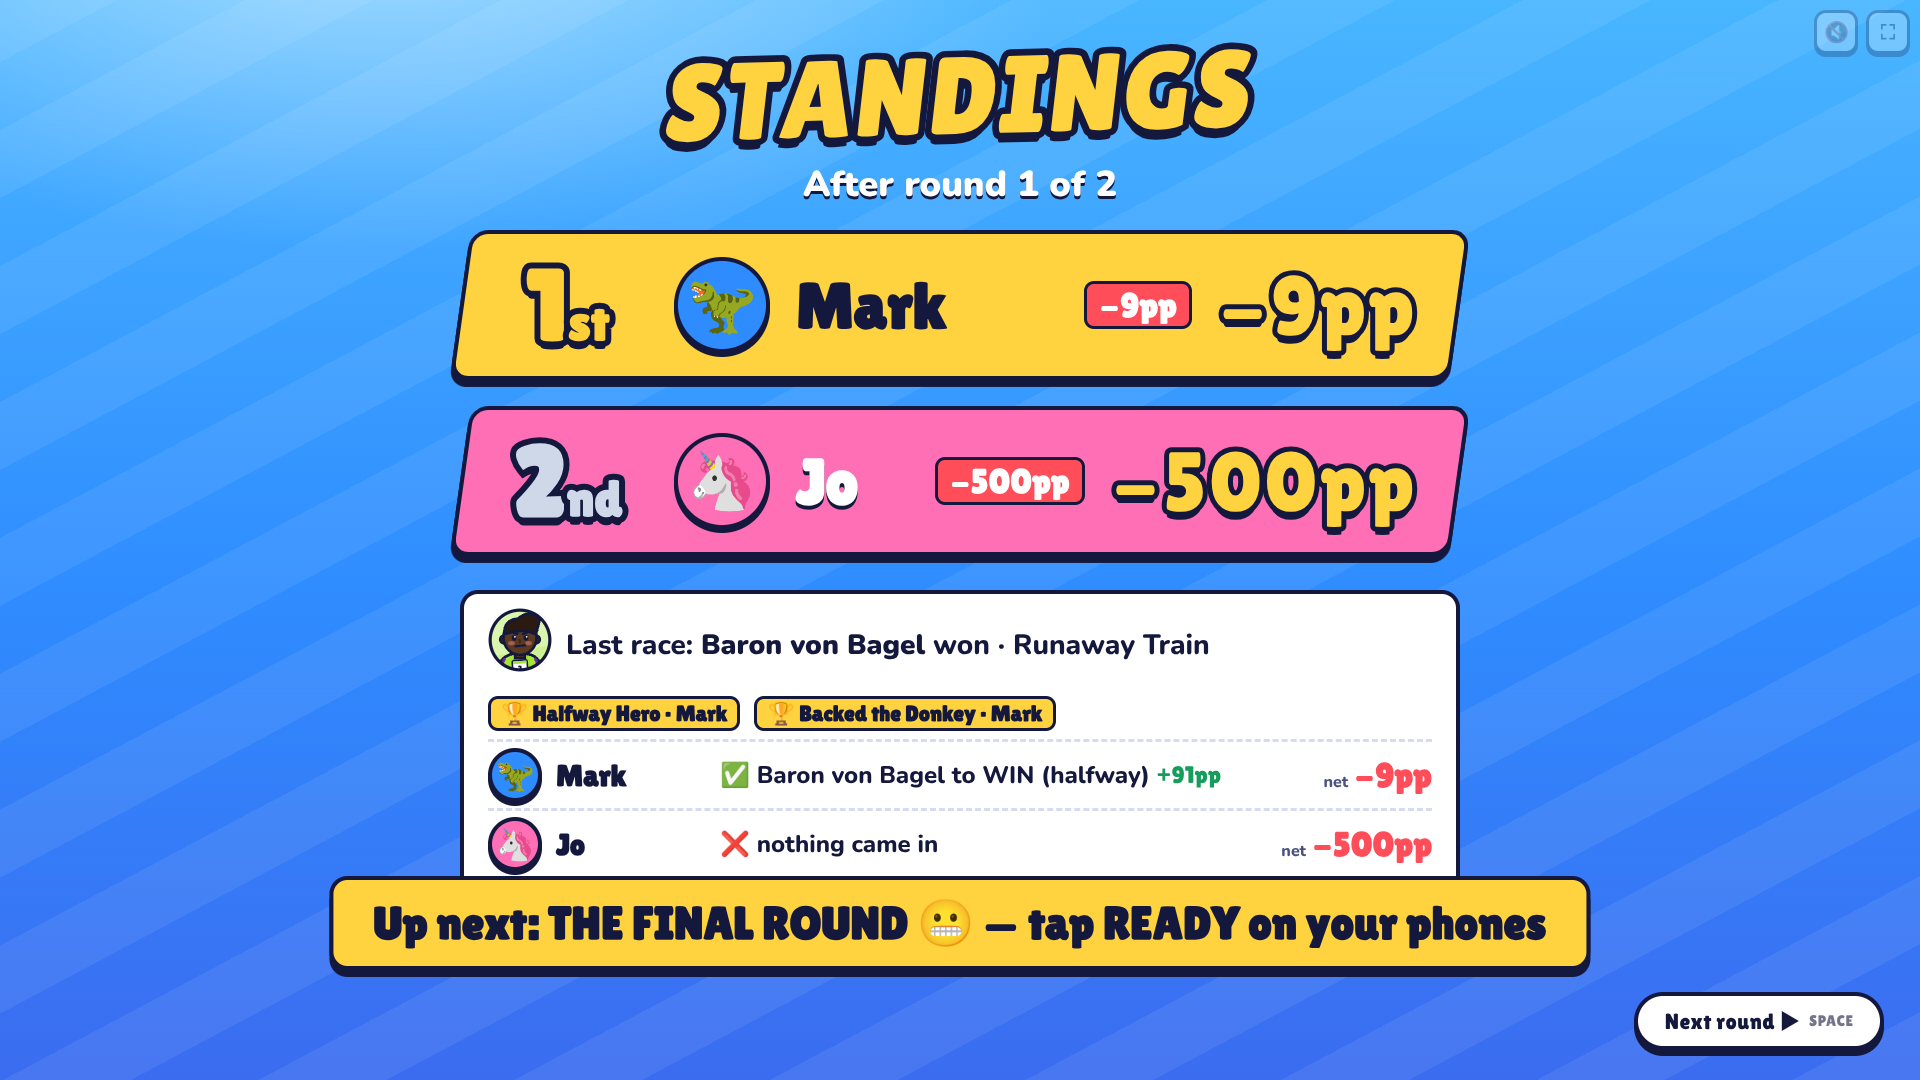 STANDINGS
After round 1 of 2
1st Mark –9pp –9pp
2nd Jo –500pp –500pp
Last race: Baron von Bagel won · Runaway Train
🏆 Halfway Hero · Mark 🏆 Backed the Donkey · Mark
Mark ✅ Baron von Bagel to WIN (halfway) +91pp net –9pp
Jo ❌ nothing came in net –500pp
Up next: THE FINAL ROUND 😬 – tap READY on your phones
Next round ▶ SPACE